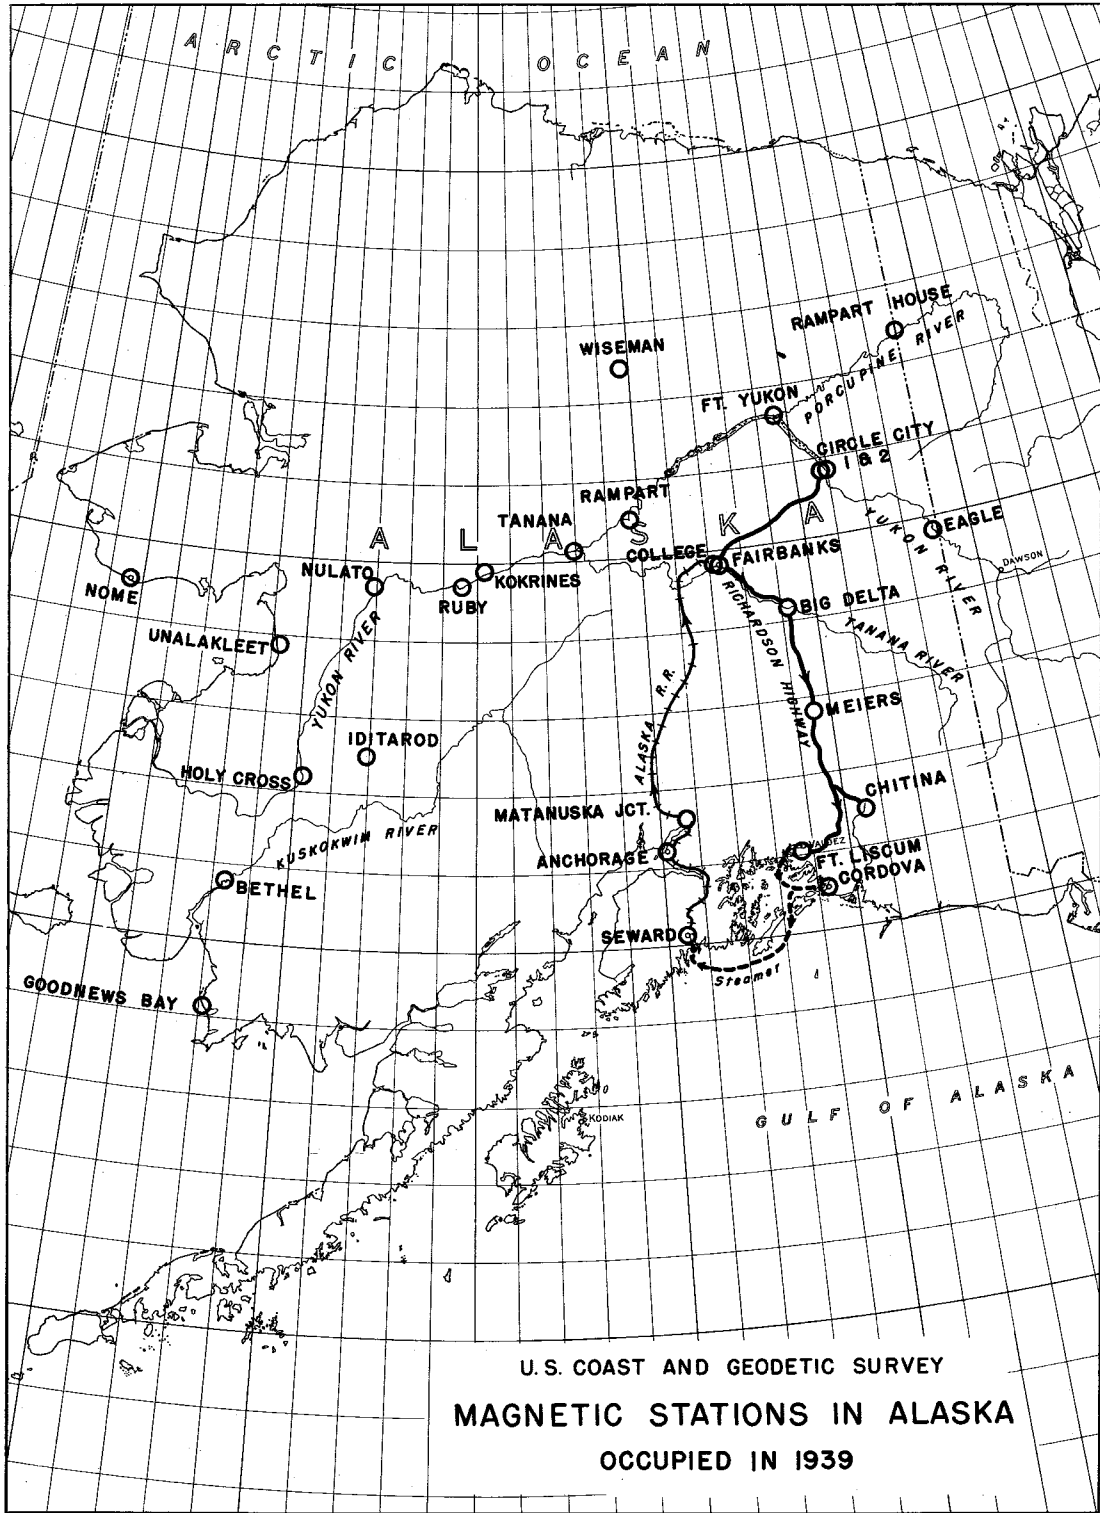 ARCTIC OCEAN
RAMPART HOUSE
WISEMAN
PORCUPINE RIVER
FT. YUKON
CIRCLE CITY
1 & 2
RAMPART
TANANA
ALASKA
YUKON RIVER
EAGLE
COLLEGE
FAIRBANKS
DAWSON
NULATO
KOKRINES
NOME
RUBY
BIG DELTA
RICHARDSON HIGHWAY
TANANA RIVER
UNALAKLEET
YUKON RIVER
ALASKA R.R.
MEIERS
IDITAROD
HOLY CROSS
CHITINA
MATANUSKA JCT.
KUSKOKWIM RIVER
VALDEZ
ANCHORAGE
FT. LISCUM
CORDOVA
BETHEL
SEWARD
Steamer
GOODNEWS BAY
GULF OF ALASKA
KODIAK
U.S. COAST AND GEODETIC SURVEY
MAGNETIC STATIONS IN ALASKA
OCCUPIED IN 1939